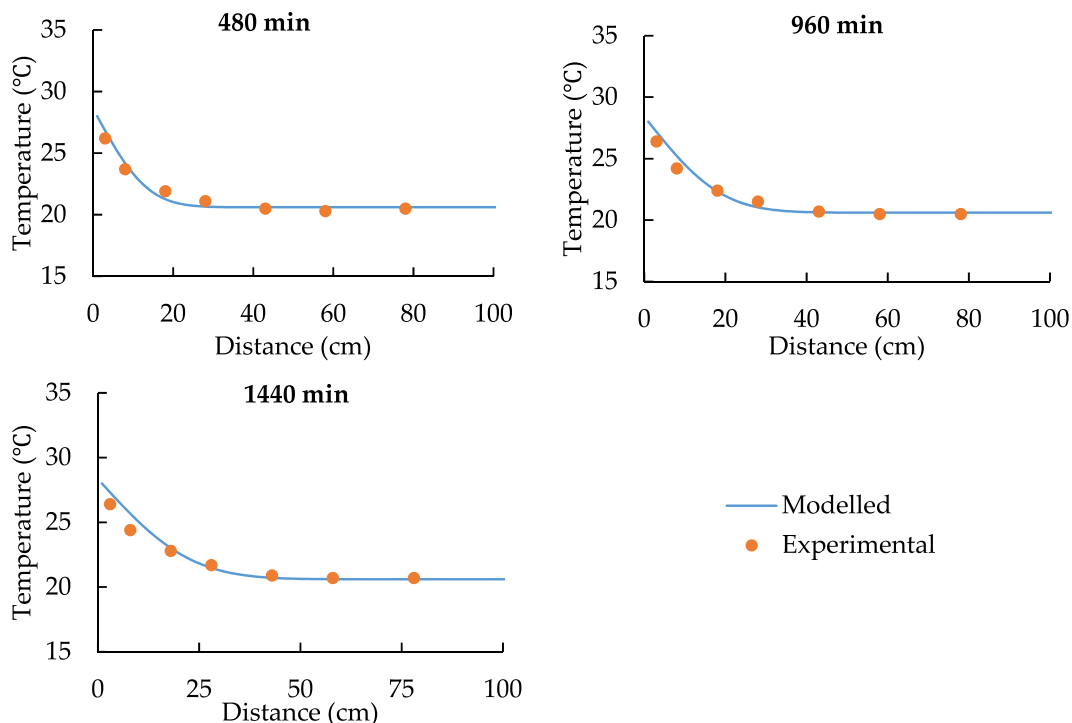 480 min
Temperature (°C)
35
30
25
20
15
0 20 40 60 80 100
Distance (cm)
960 min
Temperature (°C)
35
30
25
20
15
0 20 40 60 80 100
Distance (cm)
1440 min
Temperature (°C)
35
30
25
20
15
0 25 50 75 100
Distance (cm)
Modelled
Experimental